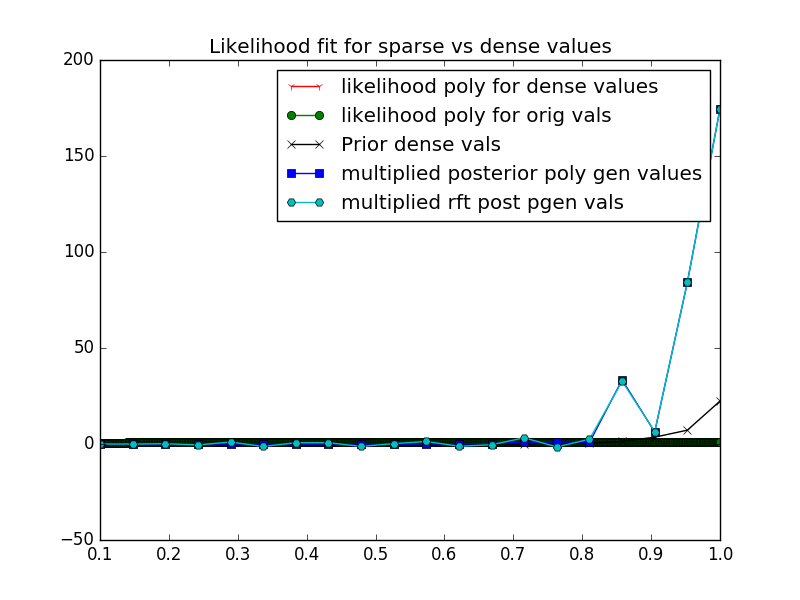 Likelihood fit for sparse vs dense values
200
150
100
50
0
−50
likelihood poly for dense values
likelihood poly for orig vals
Prior dense vals
multiplied posterior poly gen values
multiplied rft post pgen vals
0.1 0.2 0.3 0.4 0.5 0.6 0.7 0.8 0.9 1.0